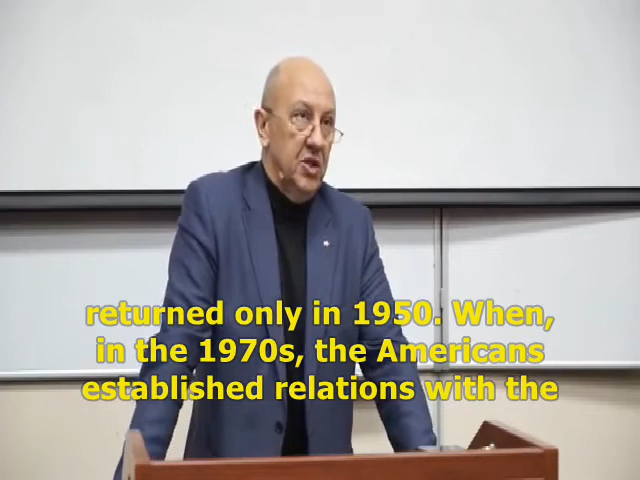 returned only in 1950. When,
in the 1970s, the Americans
established relations with the